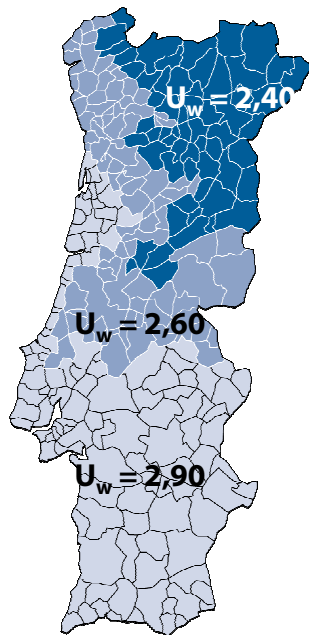 Uw = 2,40
Uw = 2,60
Uw = 2,90